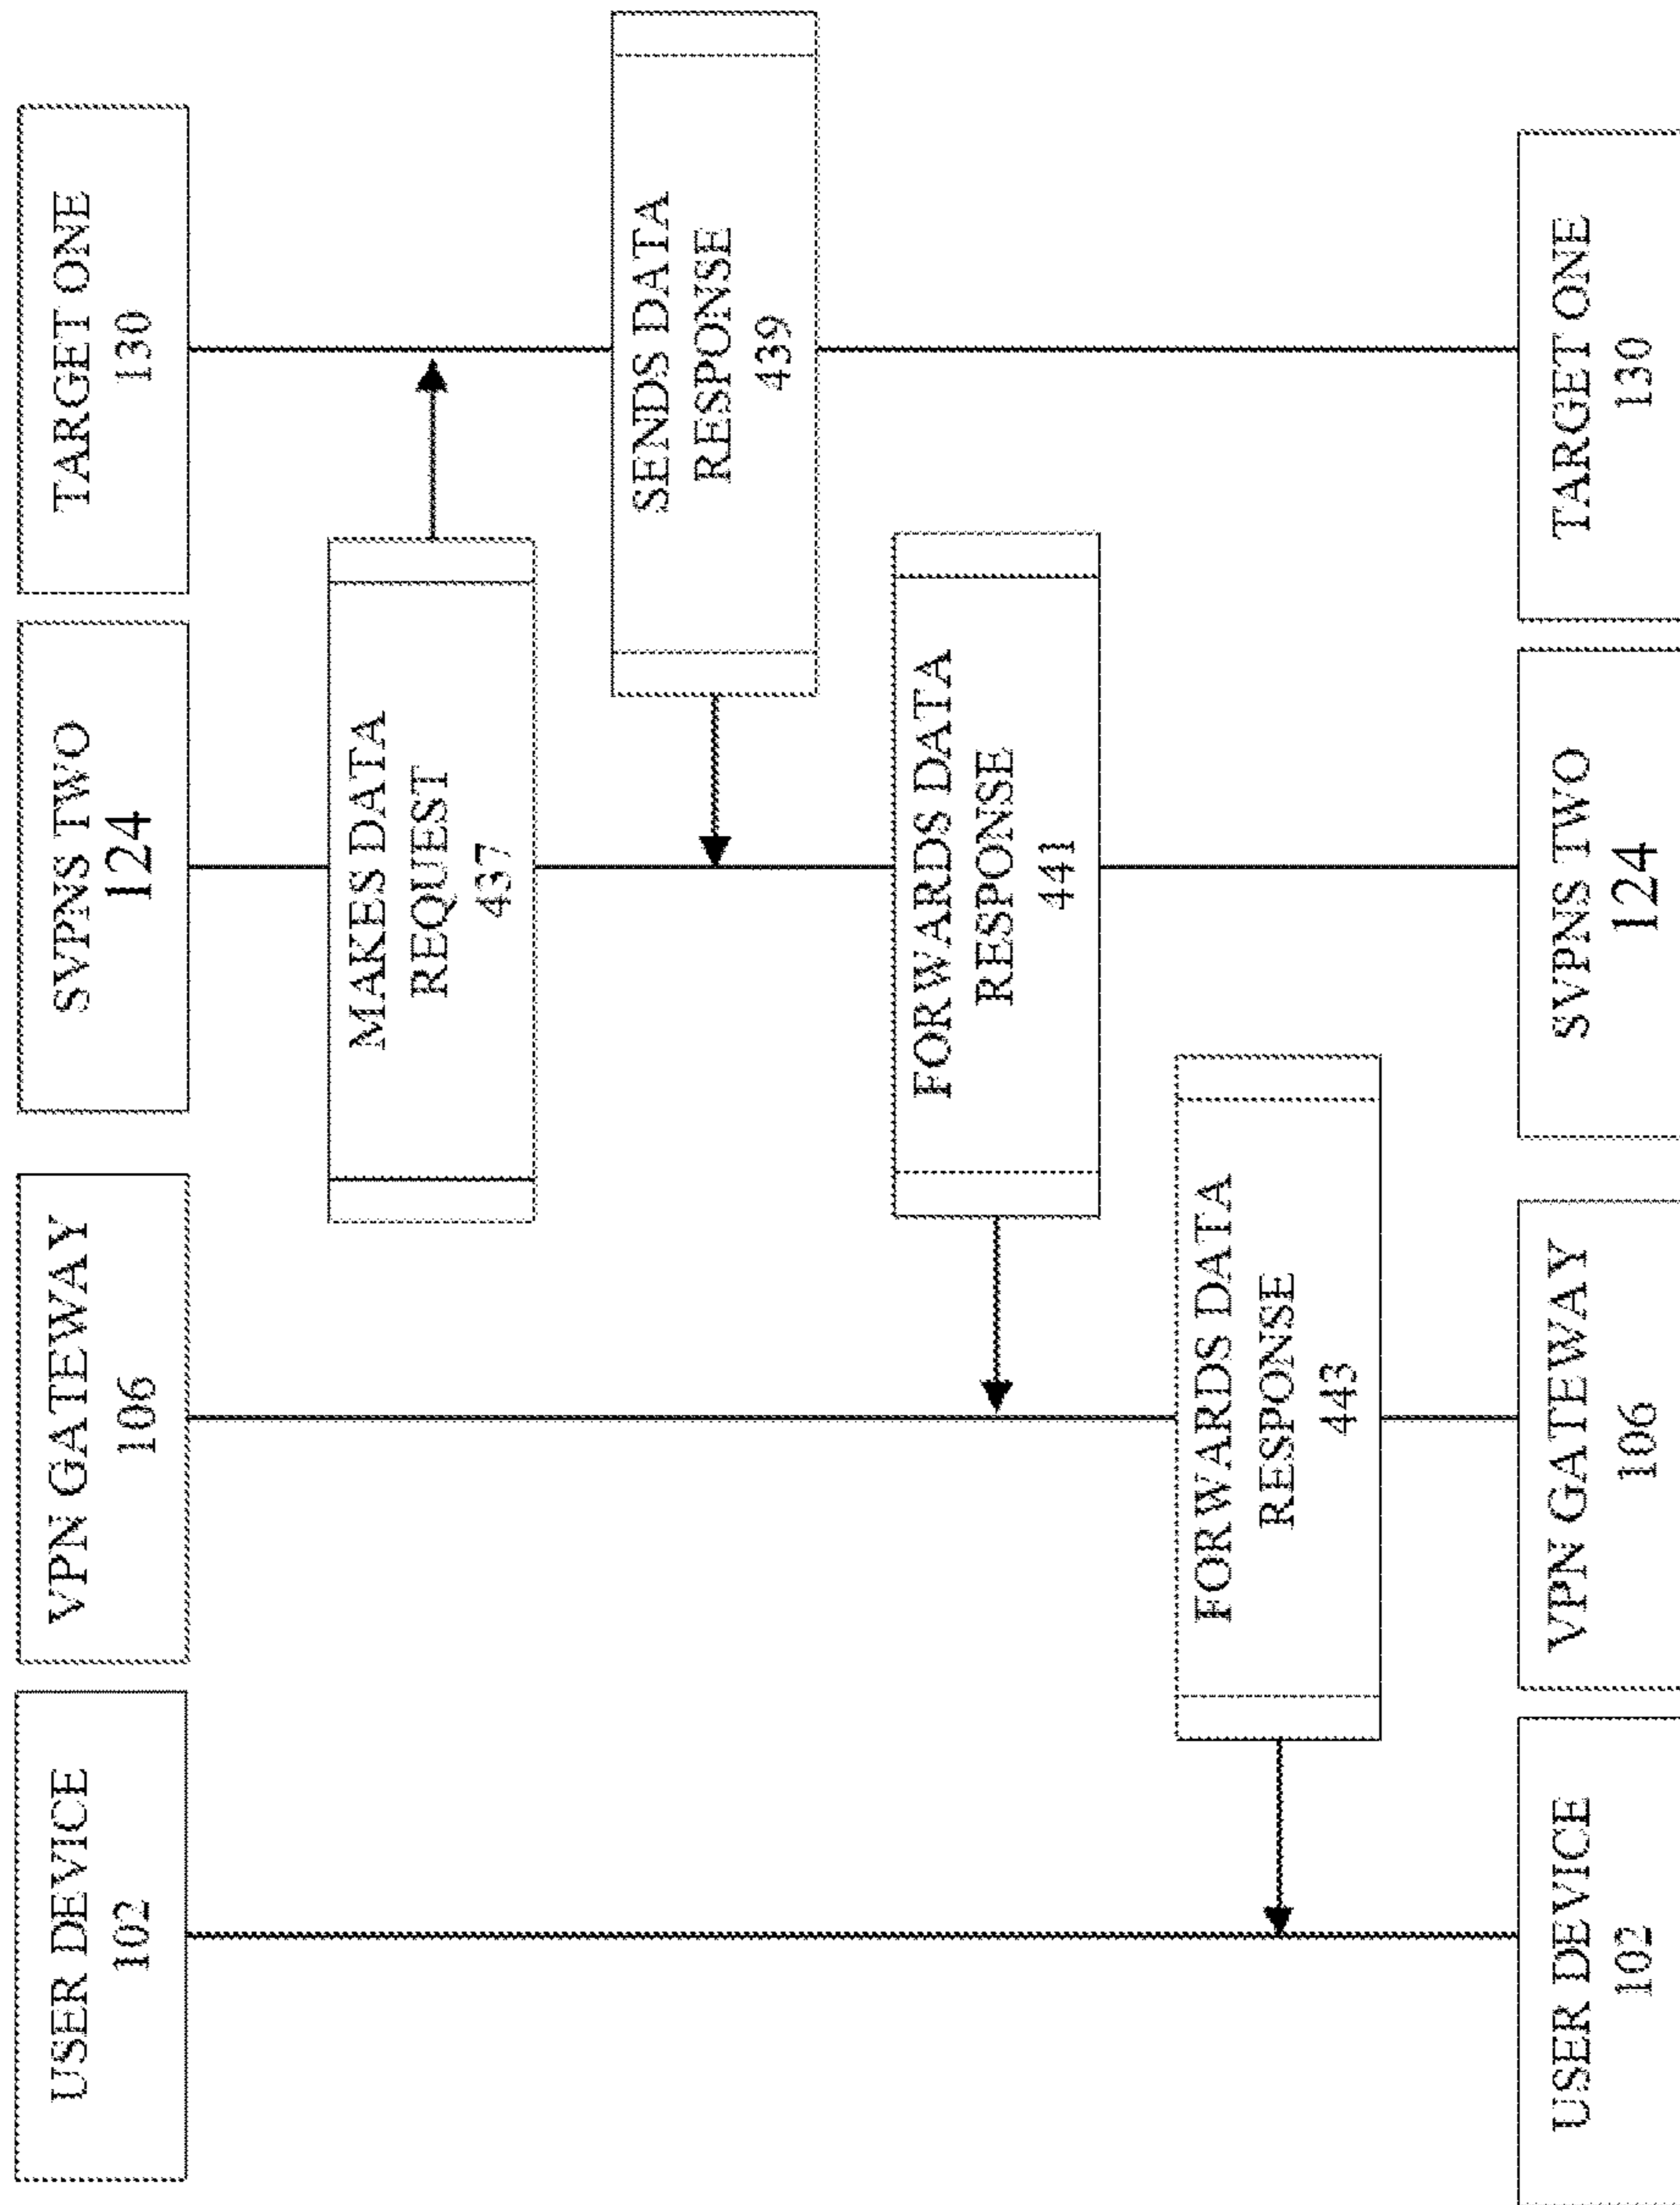 USER DEVICE
102
VPN GATEWAY
106
SVPNS TWO
124
TARGET ONE
130
MAKES DATA
REQUEST
437
SENDS DATA
RESPONSE
439
FORWARDS DATA
RESPONSE
441
FORWARDS DATA
RESPONSE
443
USER DEVICE
102
VPN GATEWAY
106
SVPNS TWO
124
TARGET ONE
130